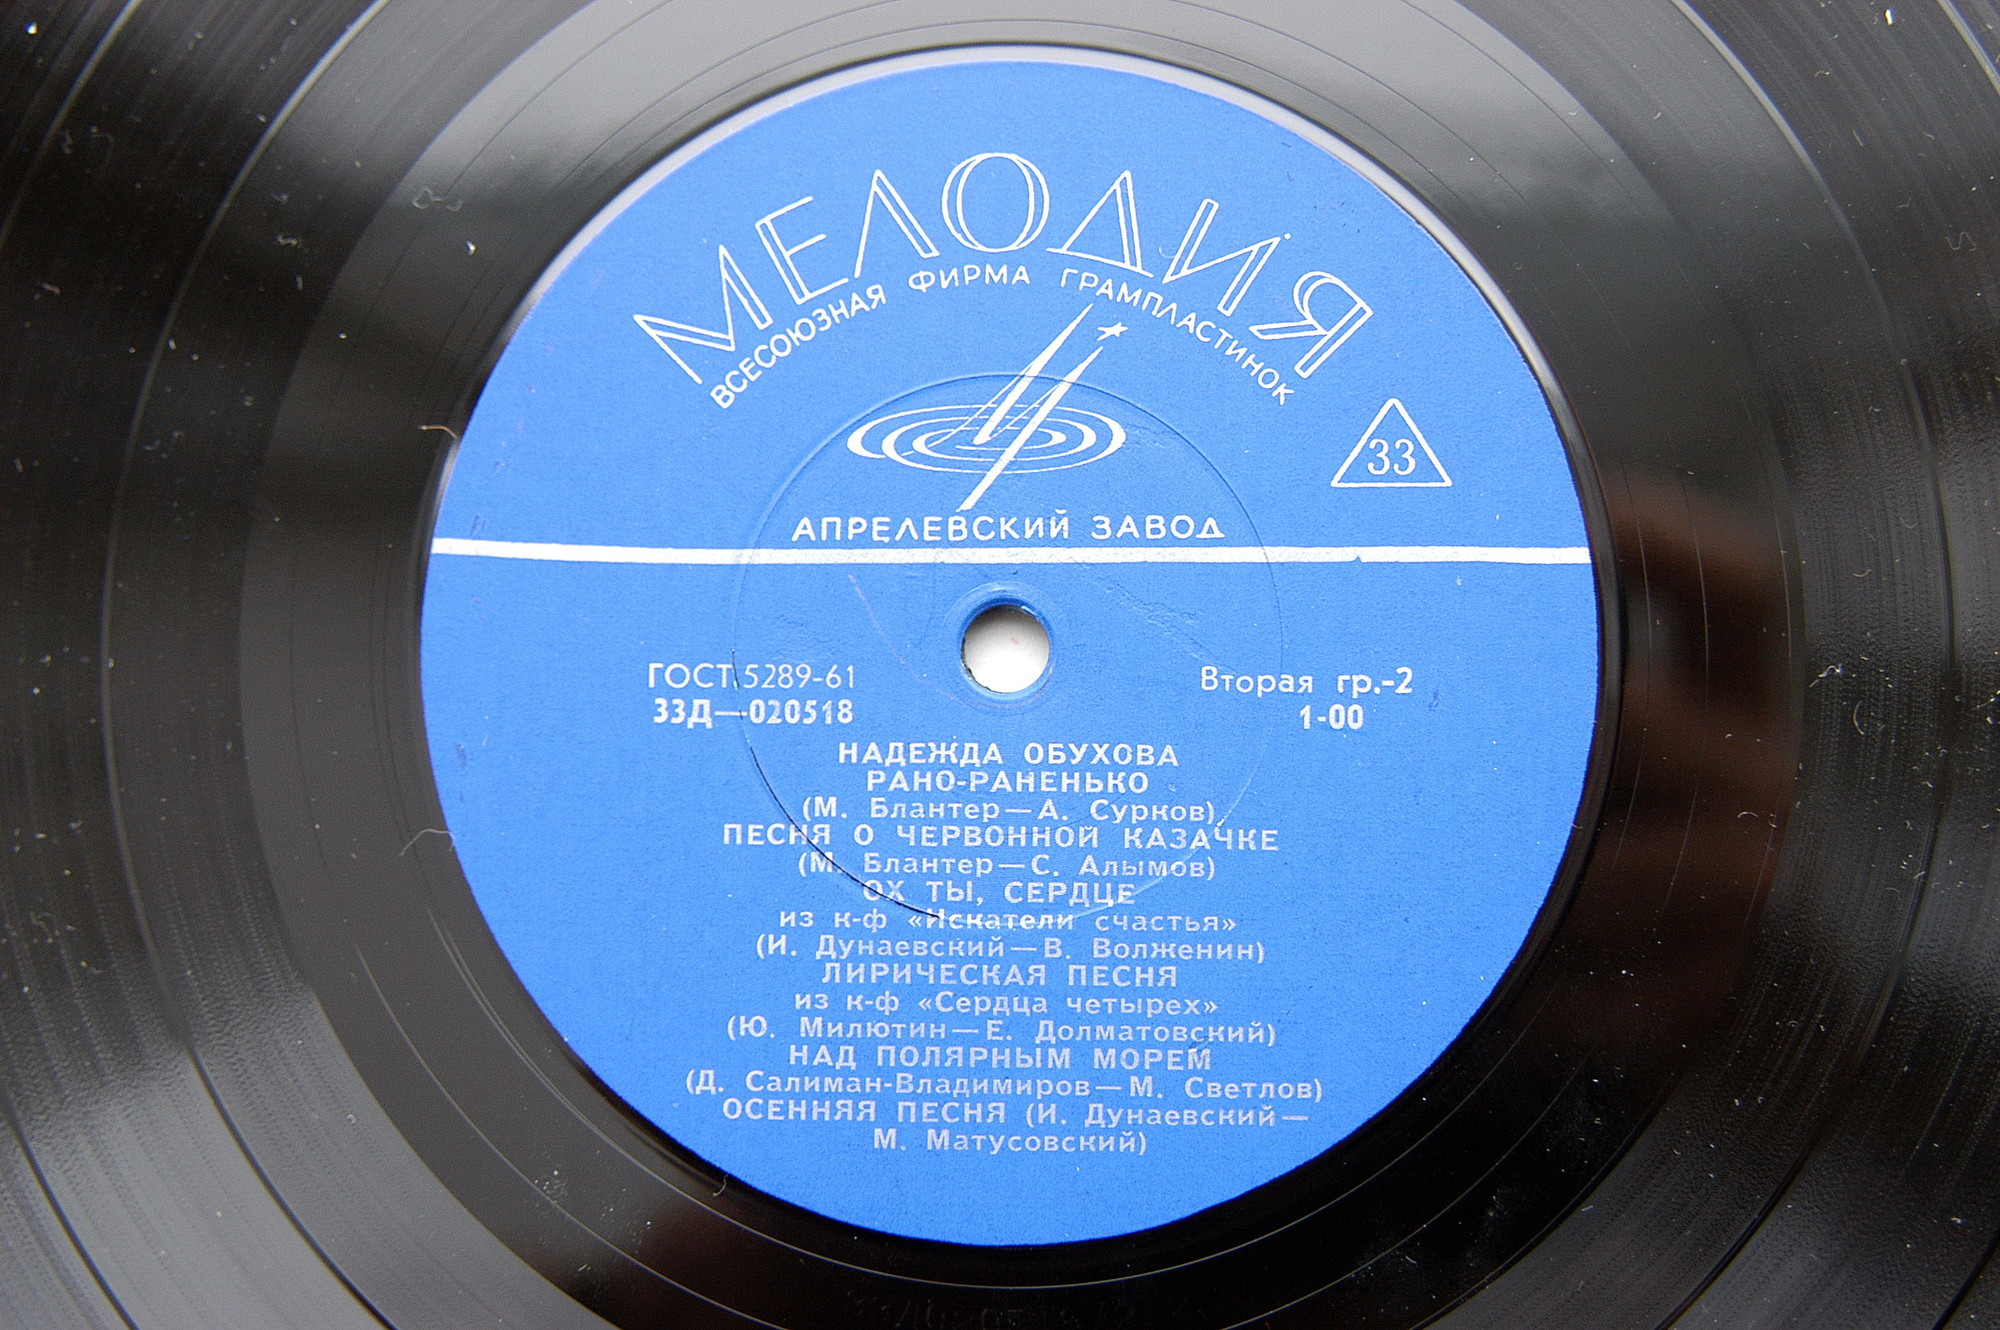 МЕЛОДИЯ
ВСЕСОЮЗНАЯ ФИРМА ГРАМПЛАСТИНОК
33
АПРЕЛЕВСКИЙ ЗАВОД
ГОСТ 5289-61
Вторая гр.-2
33Д—020518
1-00
НАДЕЖДА ОБУХОВА
РАНО-РАНЕНЬКО
(М. Блантер—А. Сурков)
ПЕСНЯ О ЧЕРВОННОЙ КАЗАЧКЕ
(М. Блантер—С. Алымов)
ОХ ТЫ, СЕРДЦЕ
из к-ф «Искатели счастья»
(И. Дунаевский—В. Волженин)
ЛИРИЧЕСКАЯ ПЕСНЯ
из к-ф «Сердца четырех»
(Ю. Милютин—Е. Долматовский)
НАД ПОЛЯРНЫМ МОРЕМ
(Д. Салиман-Владимиров—М. Светлов)
ОСЕННЯЯ ПЕСНЯ (И. Дунаевский—
М. Матусовский)